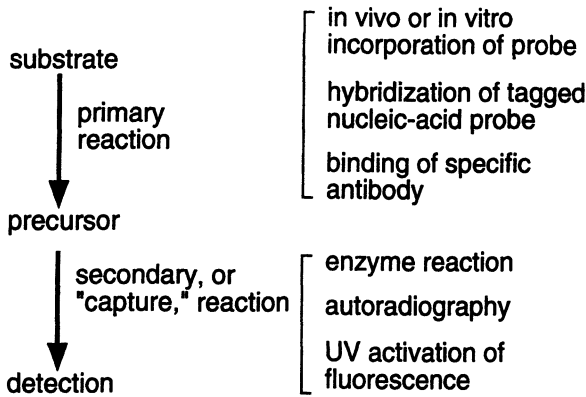 substrate
primary
reaction
precursor
secondary, or
"capture," reaction
detection
in vivo or in vitro
incorporation of probe
hybridization of tagged
nucleic-acid probe
binding of specific
antibody
enzyme reaction
autoradiography
UV activation of
fluorescence